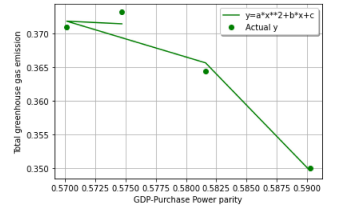 y=a*x**2+b*x+c
Actual y
0.370
0.365
0.360
0.355
0.350
Total greenhouse gas emission
0.5700 0.5725 0.5750 0.5775 0.5800 0.5825 0.5850 0.5875 0.5900
GDP-Purchase Power parity